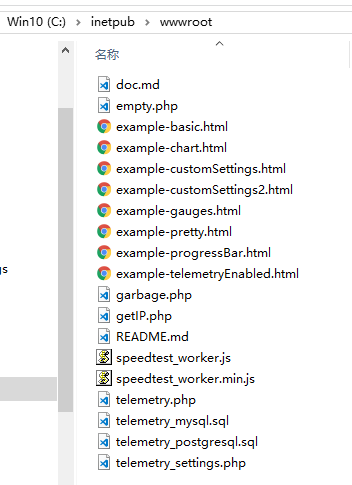 Win10 (C:) > inetpub > wwwroot
名称
doc.md
empty.php
example-basic.html
example-chart.html
example-customSettings.html
example-customSettings2.html
example-gauges.html
example-pretty.html
example-progressBar.html
example-telemetryEnabled.html
gs
garbage.php
getIP.php
README.md
speedtest_worker.js
speedtest_worker.min.js
telemetry.php
telemetry_mysql.sql
telemetry_postgresql.sql
telemetry_settings.php